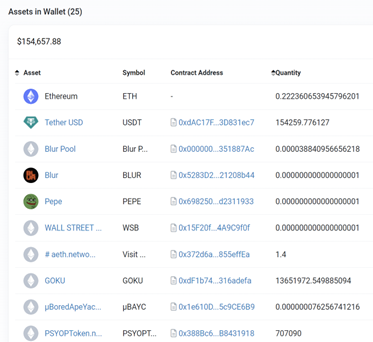 Assets in Wallet (25)
$154,657.88
Asset Symbol Contract Address Quantity
Ethereum ETH - 0.222360653945796201
Tether USD USDT 0xdAC17F...3D831ec7 154259.776127
Blur Pool Blur P... 0x000000...351887Ac 0.000038840956656218
Blur BLUR 0x5283D2...21208b44 0.000000000000000001
Pepe PEPE 0x698250...d2311933 0.000000000000000001
WALL STREET ... WSB 0x15F20f...4A9C9f0f 0.000000000000000001
# aeth.netwo... Visit ... 0x372d6a...855effEa 1.4
GOKU GOKU 0xdF1b74...316adefa 13651972.549885094
μBoredApeYac... μBAYC 0x1e610D...5c9CE6B9 0.000000076256741216
PSYOPToken.n... PSYOPT... 0x388Bc6...B8431918 707090